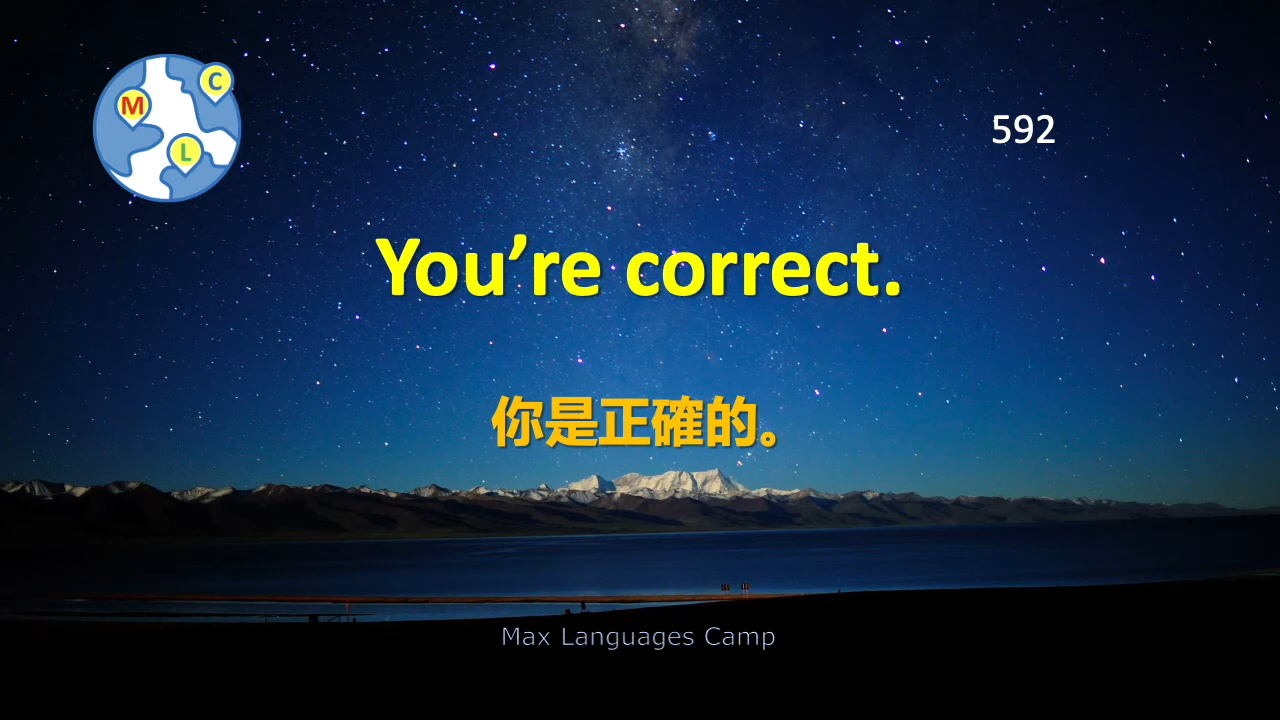 M
C
L
592
You’re correct.
你是正確的。
Max Languages Camp